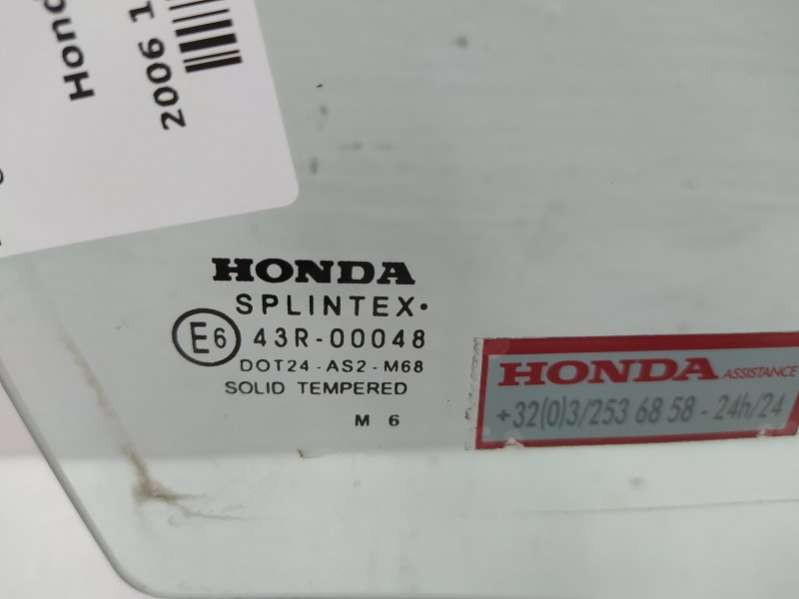 Hond
2006 1
HONDA
SPLINTEX·
E6 43R-00048
DOT24-AS2-M68
SOLID TEMPERED
M 6
HONDA ASSISTANCE
+32(0)3/253 68 58 - 24h/24